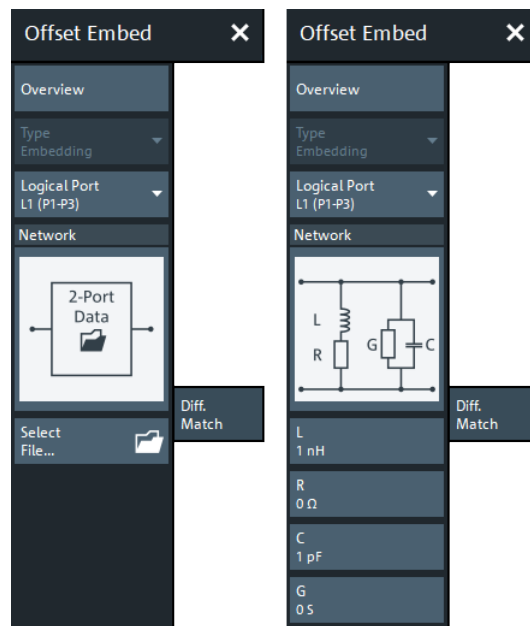 Offset Embed
Overview
Type
Embedding
Logical Port
L1 (P1-P3)
Network
2-Port
Data
Select
File...
Diff.
Match
Offset Embed
Overview
Type
Embedding
Logical Port
L1 (P1-P3)
Network
L
R
G
C
L
1 nH
R
0 Ω
C
1 pF
G
0 S
Diff.
Match